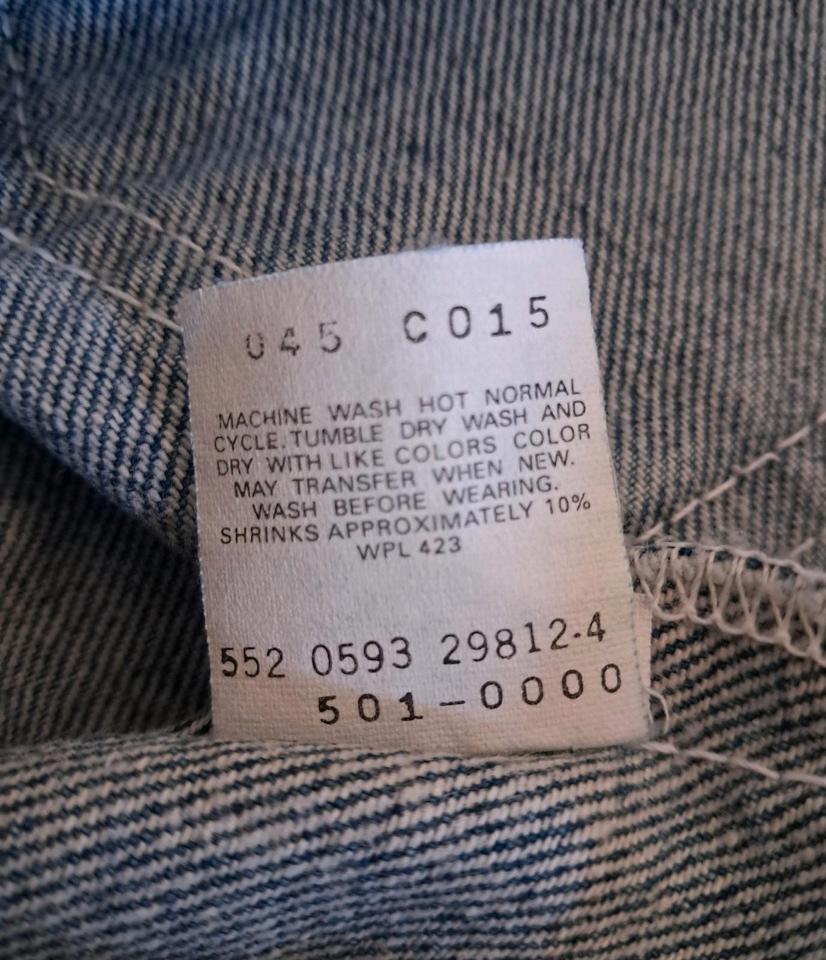 045 C015
MACHINE WASH HOT NORMAL
CYCLE.TUMBLE DRY WASH AND
DRY WITH LIKE COLORS COLOR
MAY TRANSFER WHEN NEW.
WASH BEFORE WEARING.
SHRINKS APPROXIMATELY 10%
WPL 423
552 0593 29812-4
501-0000